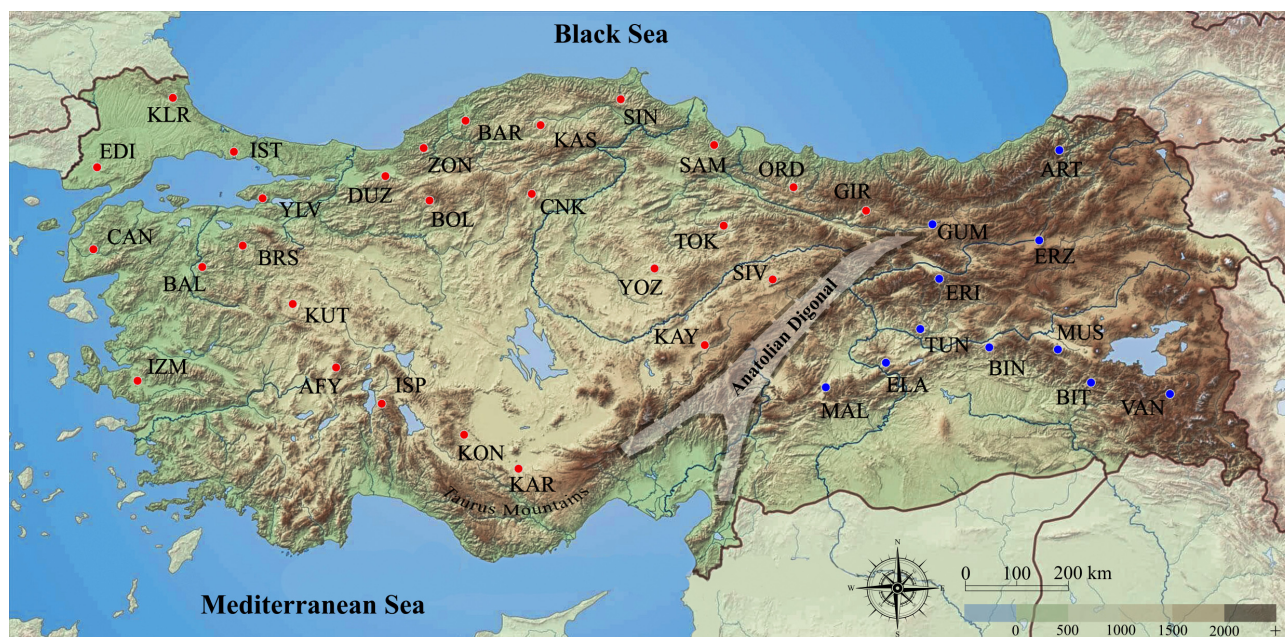 Black Sea
KLR
SIN
BAR
KAS
EDI
IST
ZON
SAM
ORD
ART
DUZ
YLV
BOL
CNK
GIR
CAN
BRS
TOK
GUM
ERZ
BAL
YOZ
SIV
ERI
KUT
KAY
Anatolian Digonal
TUN
MUS
IZM
AFY
ISP
MAL
ELA
BIN
BIT
VAN
KON
KAR
Taurus Mountains
N
W
E
S
0 100 200 km
Mediterranean Sea
0 500 1000 1500 2000 +